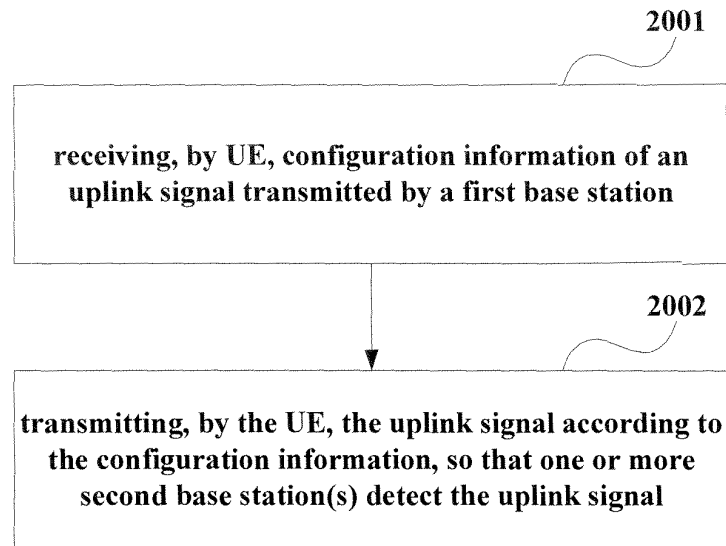 2001
receiving, by UE, configuration information of an
uplink signal transmitted by a first base station
2002
transmitting, by the UE, the uplink signal according to
the configuration information, so that one or more
second base station(s) detect the uplink signal